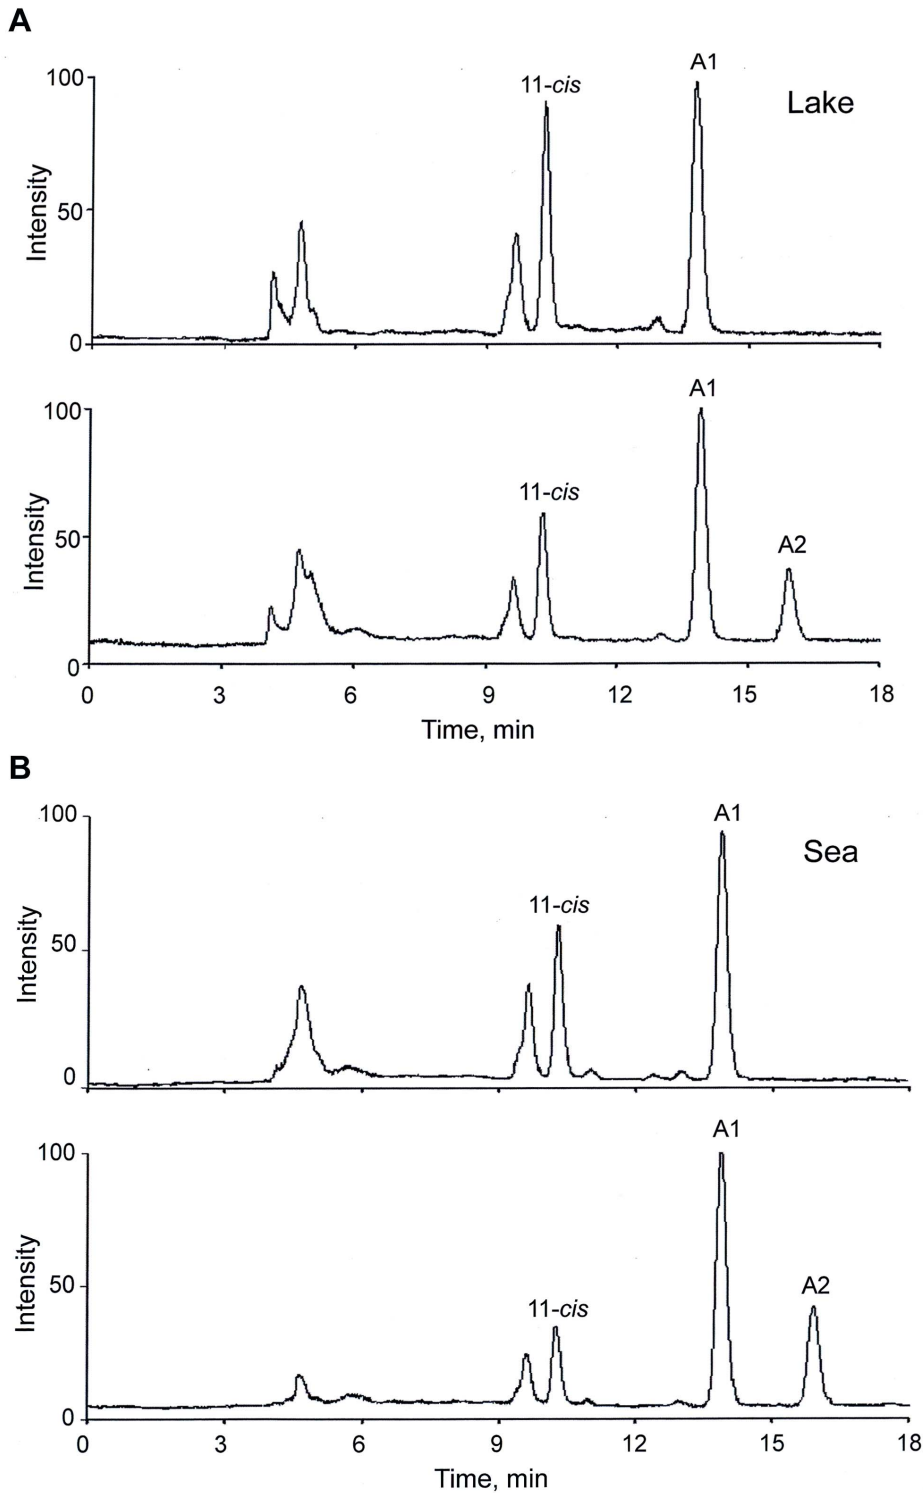 A
A1
11-cis
Lake
100
50
0
Intensity
A1
11-cis
A2
100
50
0
Intensity
0 3 6 9 12 15 18
Time, min
B
A1
11-cis
Sea
100
50
0
Intensity
A1
11-cis
A2
100
50
0
Intensity
0 3 6 9 12 15 18
Time, min